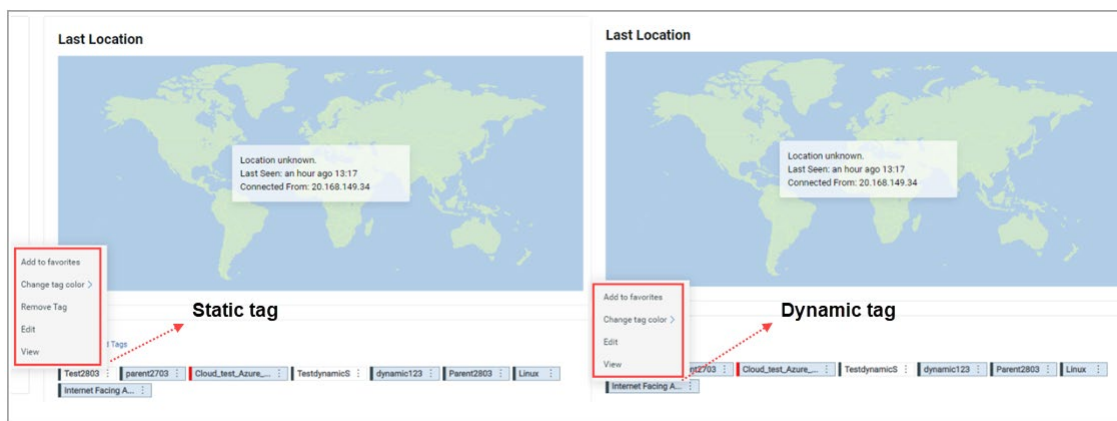 Last Location
Location unknown.
Last Seen: an hour ago 13:17
Connected From: 20.168.149.34
Add to favorites
Change tag color >
Remove Tag
Edit
View
Static tag
Tags
Test2803
parent2703
Cloud_test_Azure_...
TestdynamicS
dynamic123
Parent2803
Linux
Internet Facing A...
Last Location
Location unknown.
Last Seen: an hour ago 13:17
Connected From: 20.168.149.34
Add to favorites
Change tag color >
Edit
View
Dynamic tag
nt2703
Cloud_test_Azure_...
TestdynamicS
dynamic123
Parent2803
Linux
Internet Facing A...